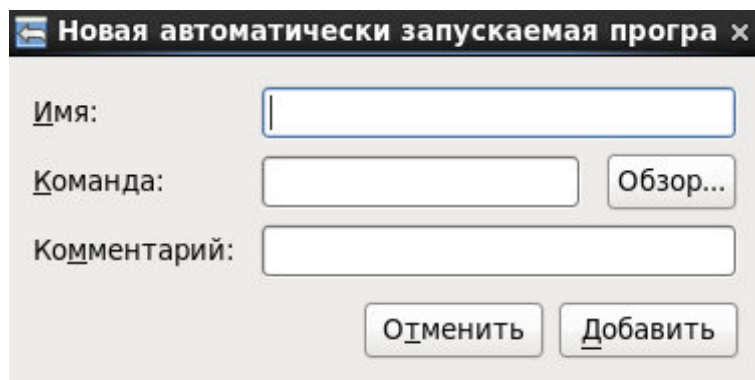 Новая автоматически запускаемая програ
Имя:
Команда:
Обзор...
Комментарий:
Отменить
Добавить